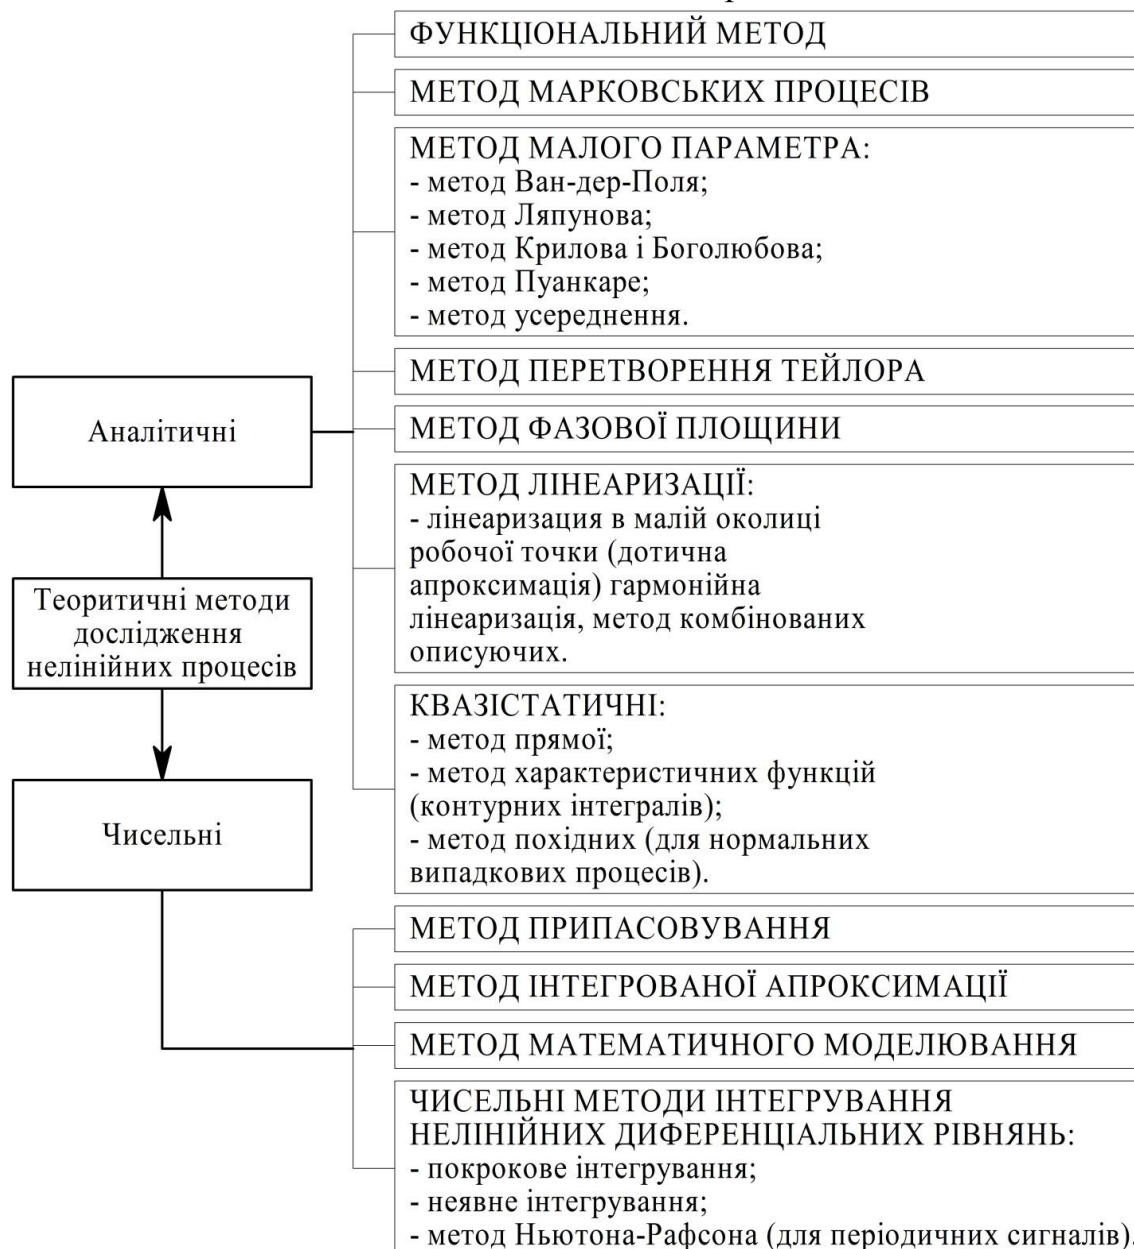 ФУНКЦІОНАЛЬНИЙ МЕТОД
МЕТОД МАРКОВСЬКИХ ПРОЦЕСІВ
МЕТОД МАЛОГО ПАРАМЕТРА:
- метод Ван-дер-Поля;
- метод Ляпунова;
- метод Крилова і Боголюбова;
- метод Пуанкаре;
- метод усереднення.
МЕТОД ПЕРЕТВОРЕННЯ ТЕЙЛОРА
Аналітичні
МЕТОД ФАЗОВОЇ ПЛОЩИНИ
МЕТОД ЛІНЕАРИЗАЦІЇ:
- лінеаризация в малій околиці
робочої точки (дотична
апроксимація) гармонійна
лінеаризація, метод комбінованих
описуючих.
Теоритичні методи
дослідження
нелінійних процесів
КВАЗІСТАТИЧНІ:
- метод прямої;
- метод характеристичних функцій
(контурних інтегралів);
- метод похідних (для нормальних
випадкових процесів).
Чисельні
МЕТОД ПРИПАСОВУВАННЯ
МЕТОД ІНТЕГРОВАНОЇ АПРОКСИМАЦІЇ
МЕТОД МАТЕМАТИЧНОГО МОДЕЛЮВАННЯ
ЧИСЕЛЬНІ МЕТОДИ ІНТЕГРУВАННЯ
НЕЛІНІЙНИХ ДИФЕРЕНЦІАЛЬНИХ РІВНЯНЬ:
- покрокове інтегрування;
- неявне інтегрування;
- метод Ньютона-Рафсона (для періодичних сигналів).